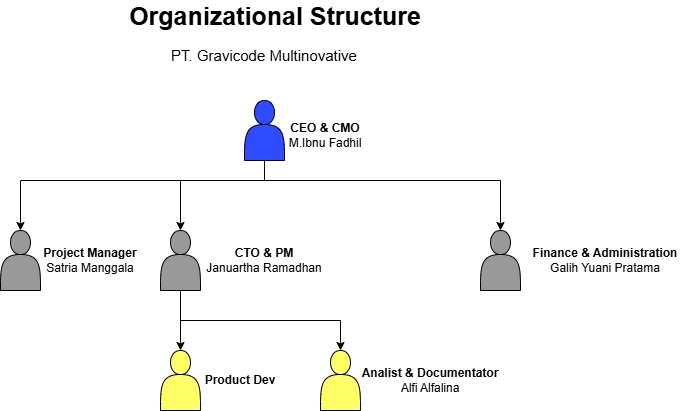 Organizational Structure
PT. Gravicode Multinovative
CEO & CMO
M.Ibnu Fadhil
Project Manager
Satria Manggala
CTO & PM
Januartha Ramadhan
Finance & Administration
Galih Yuani Pratama
Product Dev
Analist & Documentator
Alfi Alfalina